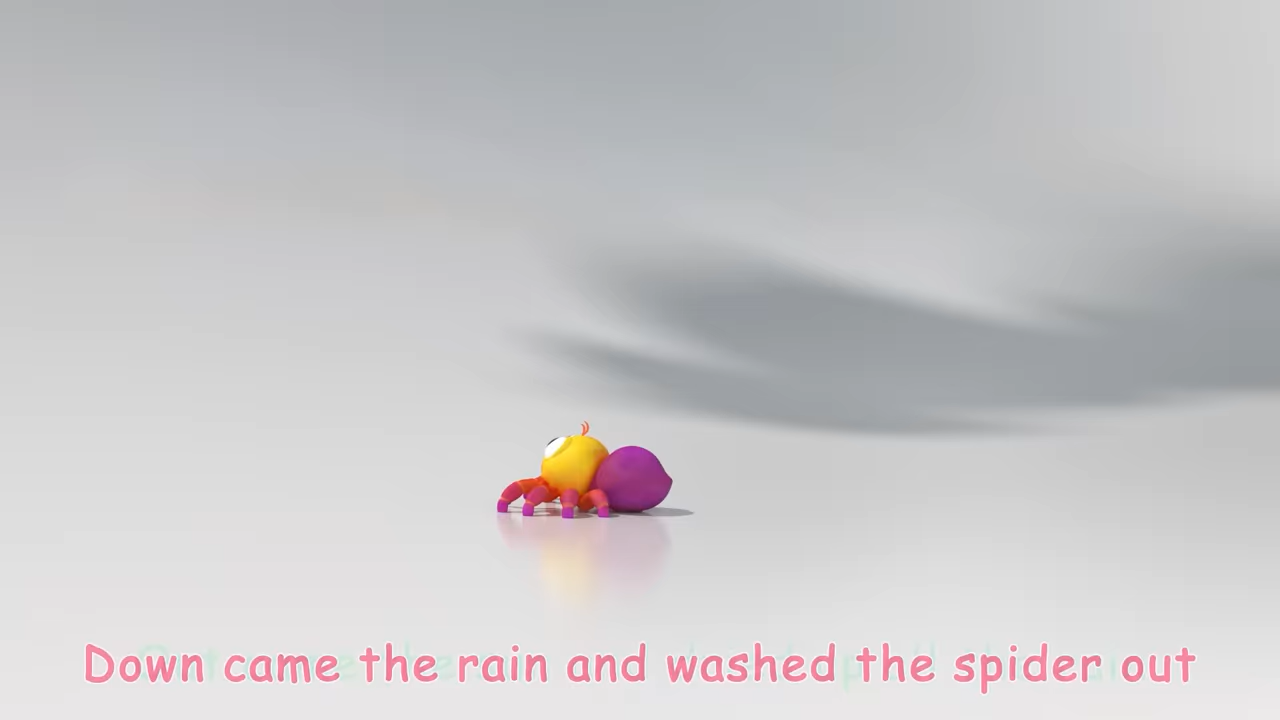 Down came the rain and washed the spider out